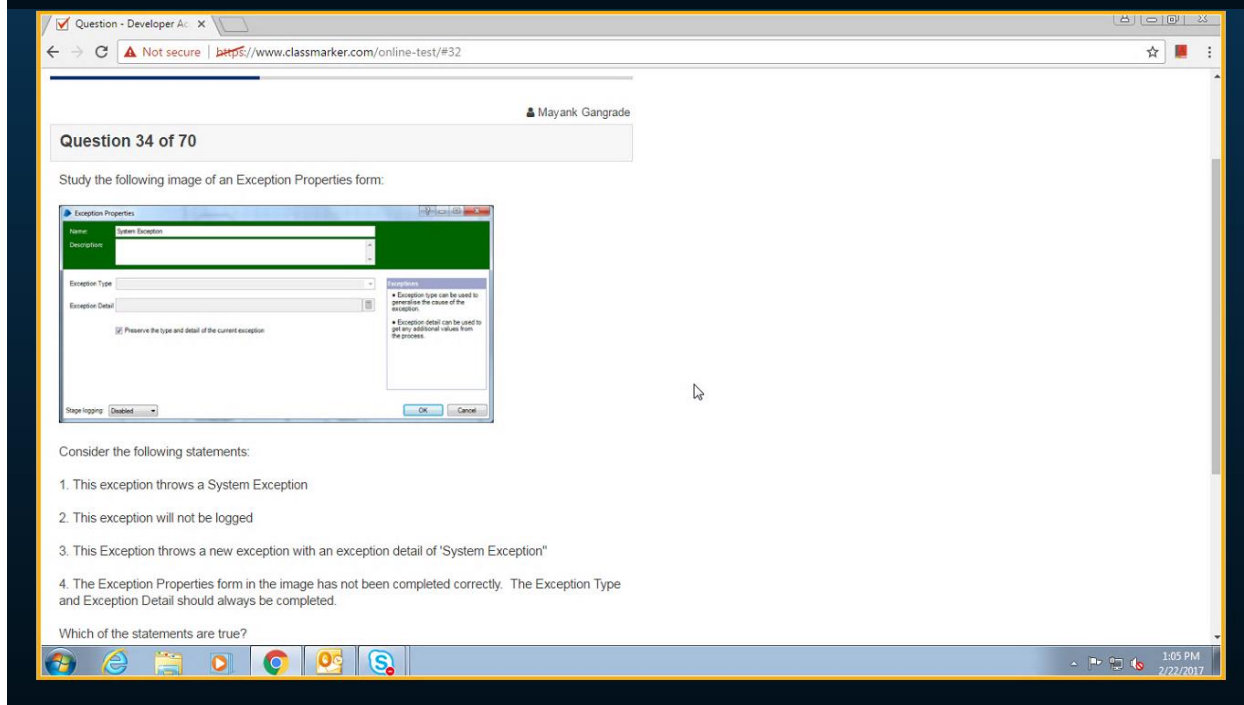 Question - Developer Ac
Not secure | https://www.classmarker.com/online-test/#32
Mayank Gangrade
Question 34 of 70
Study the following image of an Exception Properties form:
Exception Properties
Name: System Exception
Description:
Exception Type
Exception Detail
Preserve the type and detail of the current exception
Exceptions
• Exception type can be used to
generalise the cause of the
exception.
• Exception detail can be used to
get any additional values from
the process.
Stage logging: Disabled
OK Cancel
Consider the following statements:
1. This exception throws a System Exception
2. This exception will not be logged
3. This Exception throws a new exception with an exception detail of 'System Exception"
4. The Exception Properties form in the image has not been completed correctly. The Exception Type
and Exception Detail should always be completed.
Which of the statements are true?
1:05 PM
2/22/2017